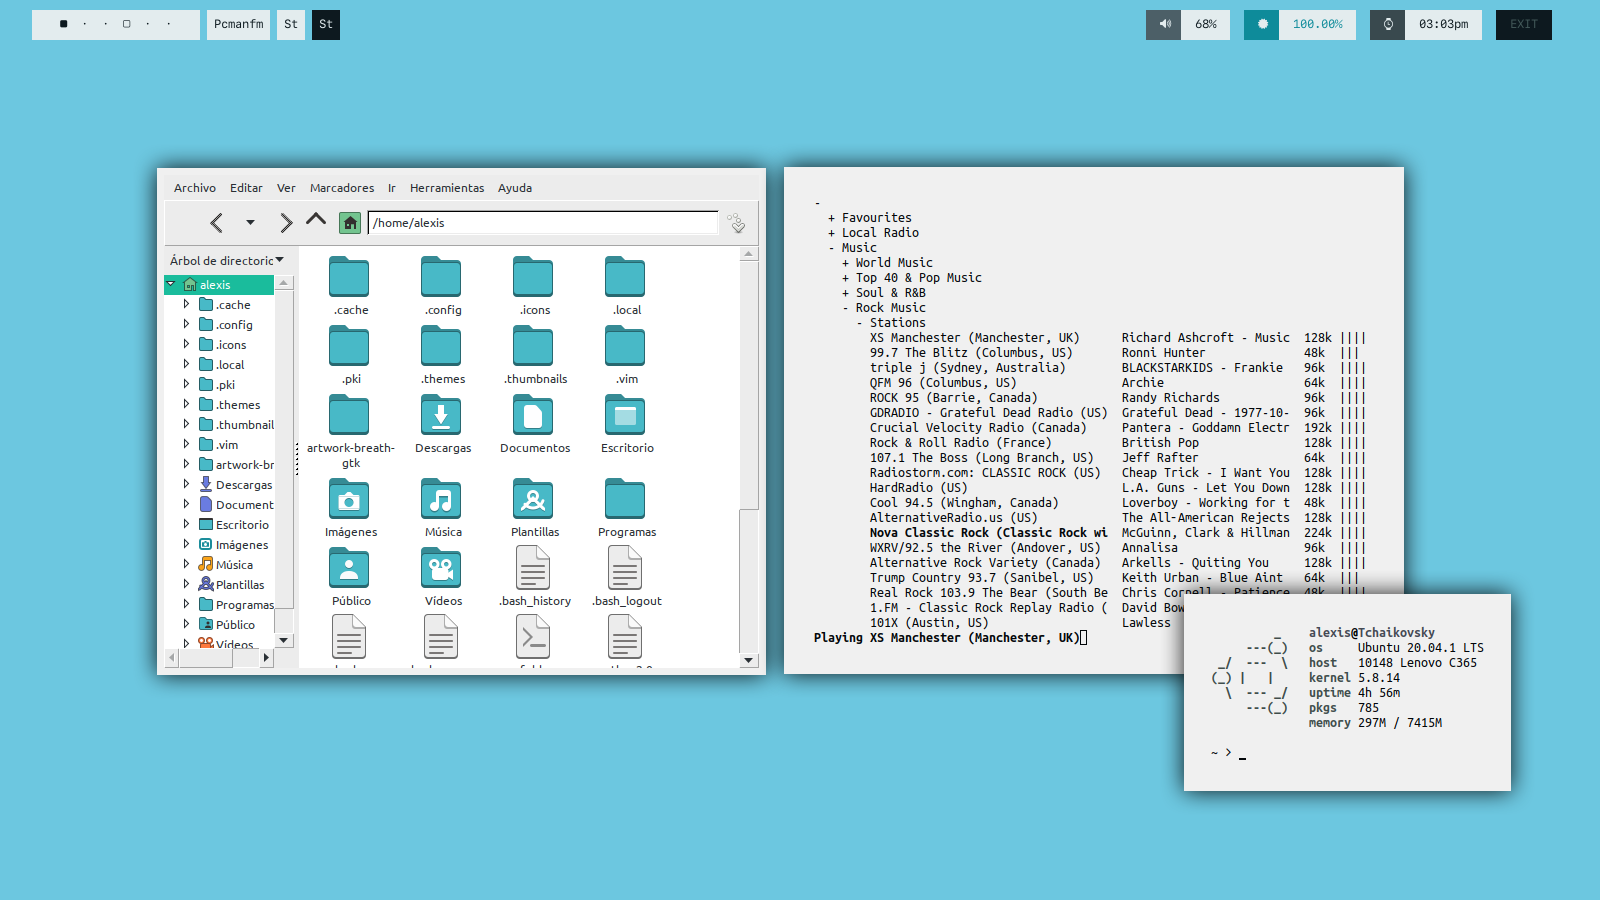 Pcmanfm St St
68% 100.00% 03:03pm EXIT
Archivo Editar Ver Marcadores Ir Herramientas Ayuda
/home/alexis
Árbol de directoric
alexis
.cache
.config
.icons
.local
.pki
.themes
.thumbnail
.vim
artwork-br
Descargas
Document
Escritorio
Imágenes
Música
Plantillas
Programas
Público
Vídeos
.cache .config .icons .local
.pki .themes .thumbnails .vim
artwork-breath- Descargas Documentos Escritorio
gtk
Imágenes Música Plantillas Programas
Público Vídeos .bash_history .bash_logout
-
+ Favourites
+ Local Radio
- Music
+ World Music
+ Top 40 & Pop Music
+ Soul & R&B
- Rock Music
- Stations
XS Manchester (Manchester, UK) Richard Ashcroft - Music 128k ||||
99.7 The Blitz (Columbus, US) Ronni Hunter 48k |||
triple j (Sydney, Australia) BLACKSTARKIDS - Frankie 96k ||||
QFM 96 (Columbus, US) Archie 64k ||||
ROCK 95 (Barrie, Canada) Randy Richards 96k ||||
GDRADIO - Grateful Dead Radio (US) Grateful Dead - 1977-10- 96k ||||
Crucial Velocity Radio (Canada) Pantera - Goddamn Electr 192k ||||
Rock & Roll Radio (France) British Pop 128k ||||
107.1 The Boss (Long Branch, US) Jeff Rafter 64k ||||
Radiostorm.com: CLASSIC ROCK (US) Cheap Trick - I Want You 128k ||||
HardRadio (US) L.A. Guns - Let You Down 128k ||||
Cool 94.5 (Wingham, Canada) Loverboy - Working for t 48k ||||
AlternativeRadio.us (US) The All-American Rejects 128k ||||
Nova Classic Rock (Classic Rock wi McGuinn, Clark & Hillman 224k ||||
WXRV/92.5 the River (Andover, US) Annalisa 96k ||||
Alternative Rock Variety (Canada) Arkells - Quiting You 128k ||||
Trump Country 93.7 (Sanibel, US) Keith Urban - Blue Aint 64k |||
Real Rock 103.9 The Bear (South Be Chris Cornell - Patience 48k ||||
1.FM - Classic Rock Replay Radio ( David Bow
101X (Austin, US) Lawless
Playing XS Manchester (Manchester, UK)
alexis@Tchaikovsky
os Ubuntu 20.04.1 LTS
host 10148 Lenovo C365
kernel 5.8.14
uptime 4h 56m
pkgs 785
memory 297M / 7415M
~ >